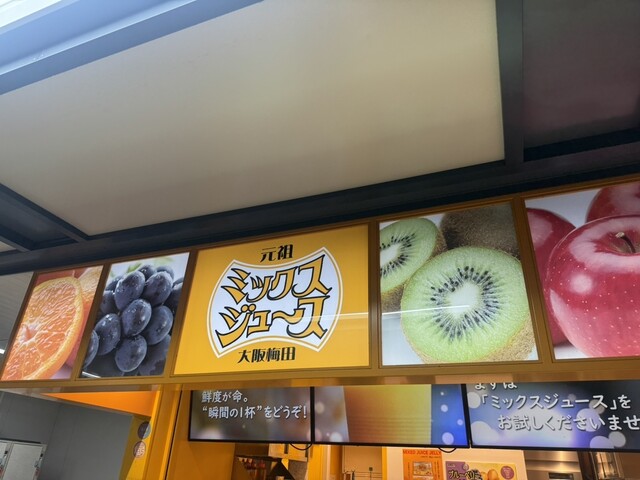 元祖
ミックス
ジュース
大阪梅田
鮮度が命。
“瞬間の1杯”をどうぞ!
まずは
「ミックスジュース」を
お試しくださいませ